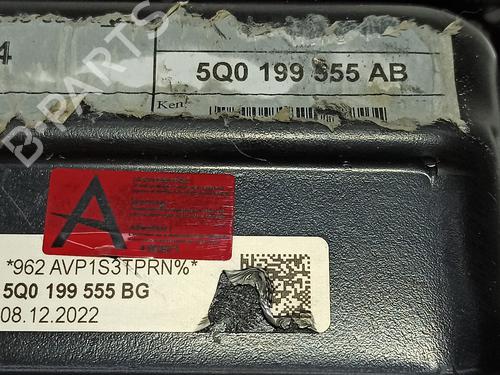 4
5Q0 199 555 AB
Ken
B-PARTS
A
*962 AVP1S3TPRN%*
5Q0 199 555 BG
08.12.2022